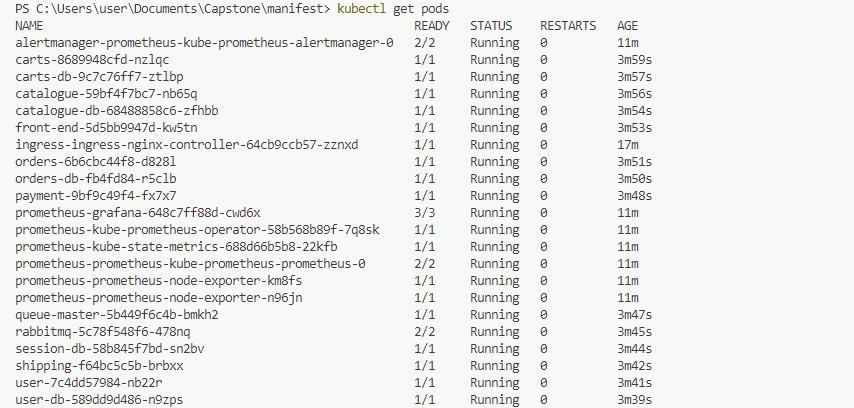 PS C:\Users\user\Documents\Capstone\manifest> kubectl get pods
NAME READY STATUS RESTARTS AGE
alertmanager-prometheus-kube-prometheus-alertmanager-0 2/2 Running 0 11m
carts-8689948cfd-nzlqc 1/1 Running 0 3m59s
carts-db-9c7c76ff7-ztlbp 1/1 Running 0 3m57s
catalogue-59bf4f7bc7-nb65q 1/1 Running 0 3m56s
catalogue-db-68488858c6-zfhbb 1/1 Running 0 3m54s
front-end-5d5bb9947d-kw5tn 1/1 Running 0 3m53s
ingress-ingress-nginx-controller-64cb9ccb57-zznxd 1/1 Running 0 17m
orders-6b6cbc44f8-d828l 1/1 Running 0 3m51s
orders-db-fb4fd84-r5clb 1/1 Running 0 3m50s
payment-9bf9c49f4-fx7x7 1/1 Running 0 3m48s
prometheus-grafana-648c7ff88d-cwd6x 3/3 Running 0 11m
prometheus-kube-prometheus-operator-58b568b89f-7q8sk 1/1 Running 0 11m
prometheus-kube-state-metrics-688d66b5b8-22kfb 1/1 Running 0 11m
prometheus-prometheus-kube-prometheus-prometheus-0 2/2 Running 0 11m
prometheus-prometheus-node-exporter-km8fs 1/1 Running 0 11m
prometheus-prometheus-node-exporter-n96jn 1/1 Running 0 11m
queue-master-5b449f6c4b-bmkh2 1/1 Running 0 3m47s
rabbitmq-5c78f548f6-478nq 2/2 Running 0 3m45s
session-db-58b845f7bd-sn2bv 1/1 Running 0 3m44s
shipping-f64bc5c5b-brbxx 1/1 Running 0 3m42s
user-7c4dd57984-nb22r 1/1 Running 0 3m41s
user-db-589dd9d486-n9zps 1/1 Running 0 3m39s